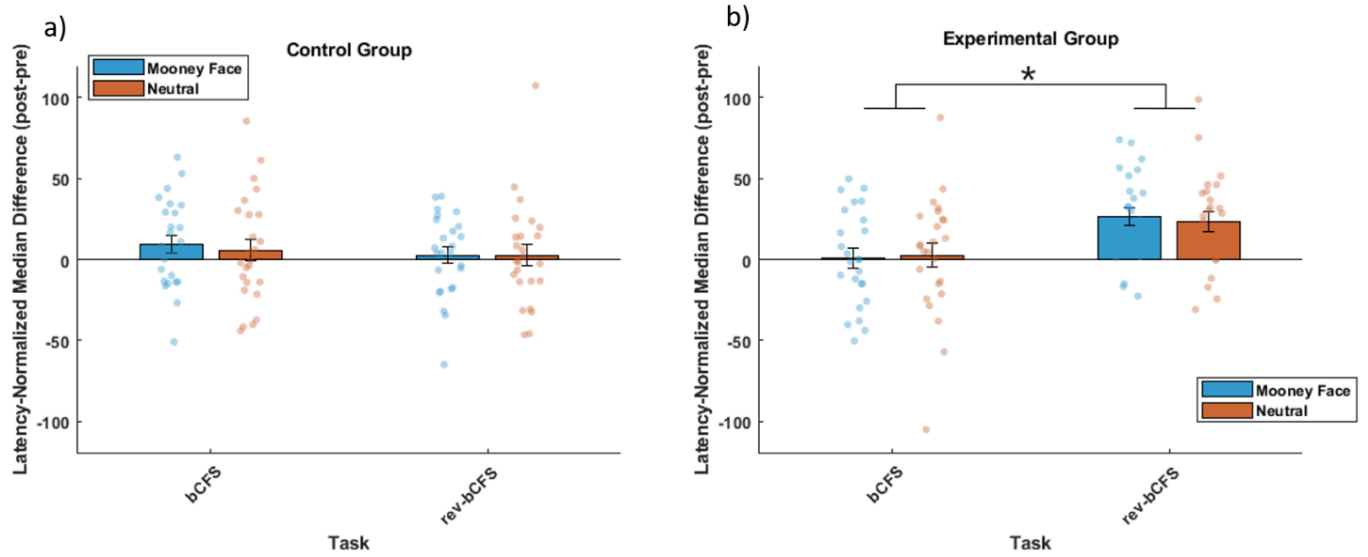 a)
Control Group
Mooney Face
Neutral
Latency-Normalized Median Difference (post-pre)
100
50
0
-50
-100
bCFS
rev-bCFS
Task
b)
Experimental Group
*
Latency-Normalized Median Difference (post-pre)
100
50
0
-50
-100
Mooney Face
Neutral
bCFS
rev-bCFS
Task